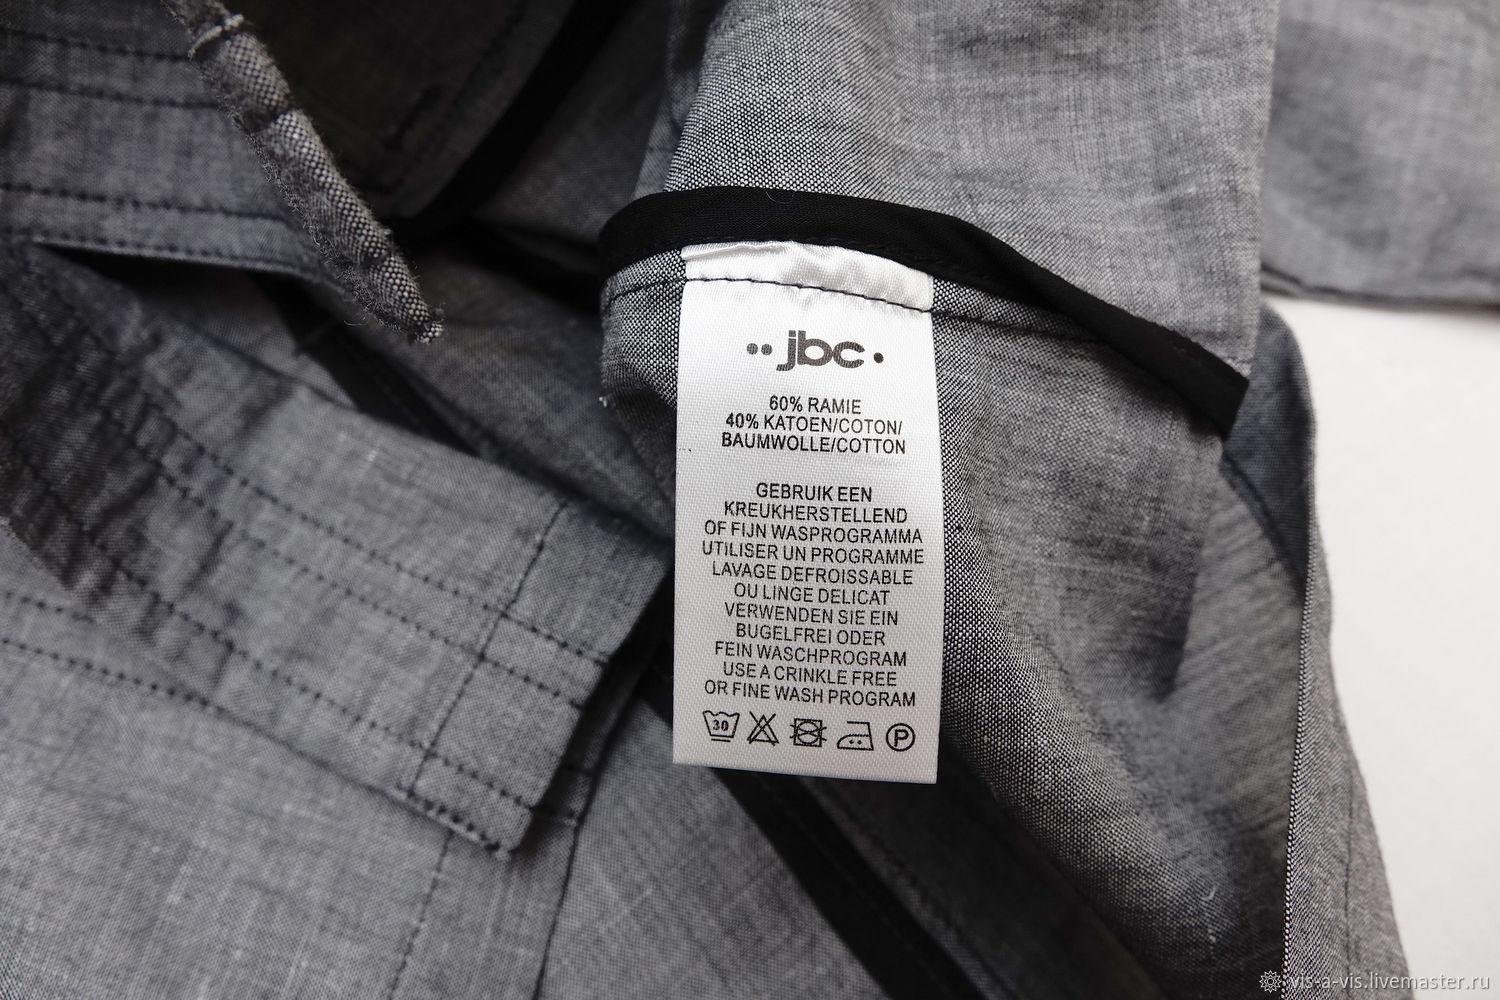 jbc
60% RAMIE
40% KATOEN/COTON/
BAUMWOLLE/COTTON
GEBRUIK EEN
KREUKHERSTELLEND
OF FIJN WASPROGRAMMA
UTILISER UN PROGRAMME
LAVAGE DEFROISSABLE
OU LINGE DELICAT
VERWENDEN SIE EIN
BUGELFREI ODER
FEIN WASCHPROGRAM
USE A CRINKLE FREE
OR FINE WASH PROGRAM
30 P
vis-a-vis.livemaster.ru